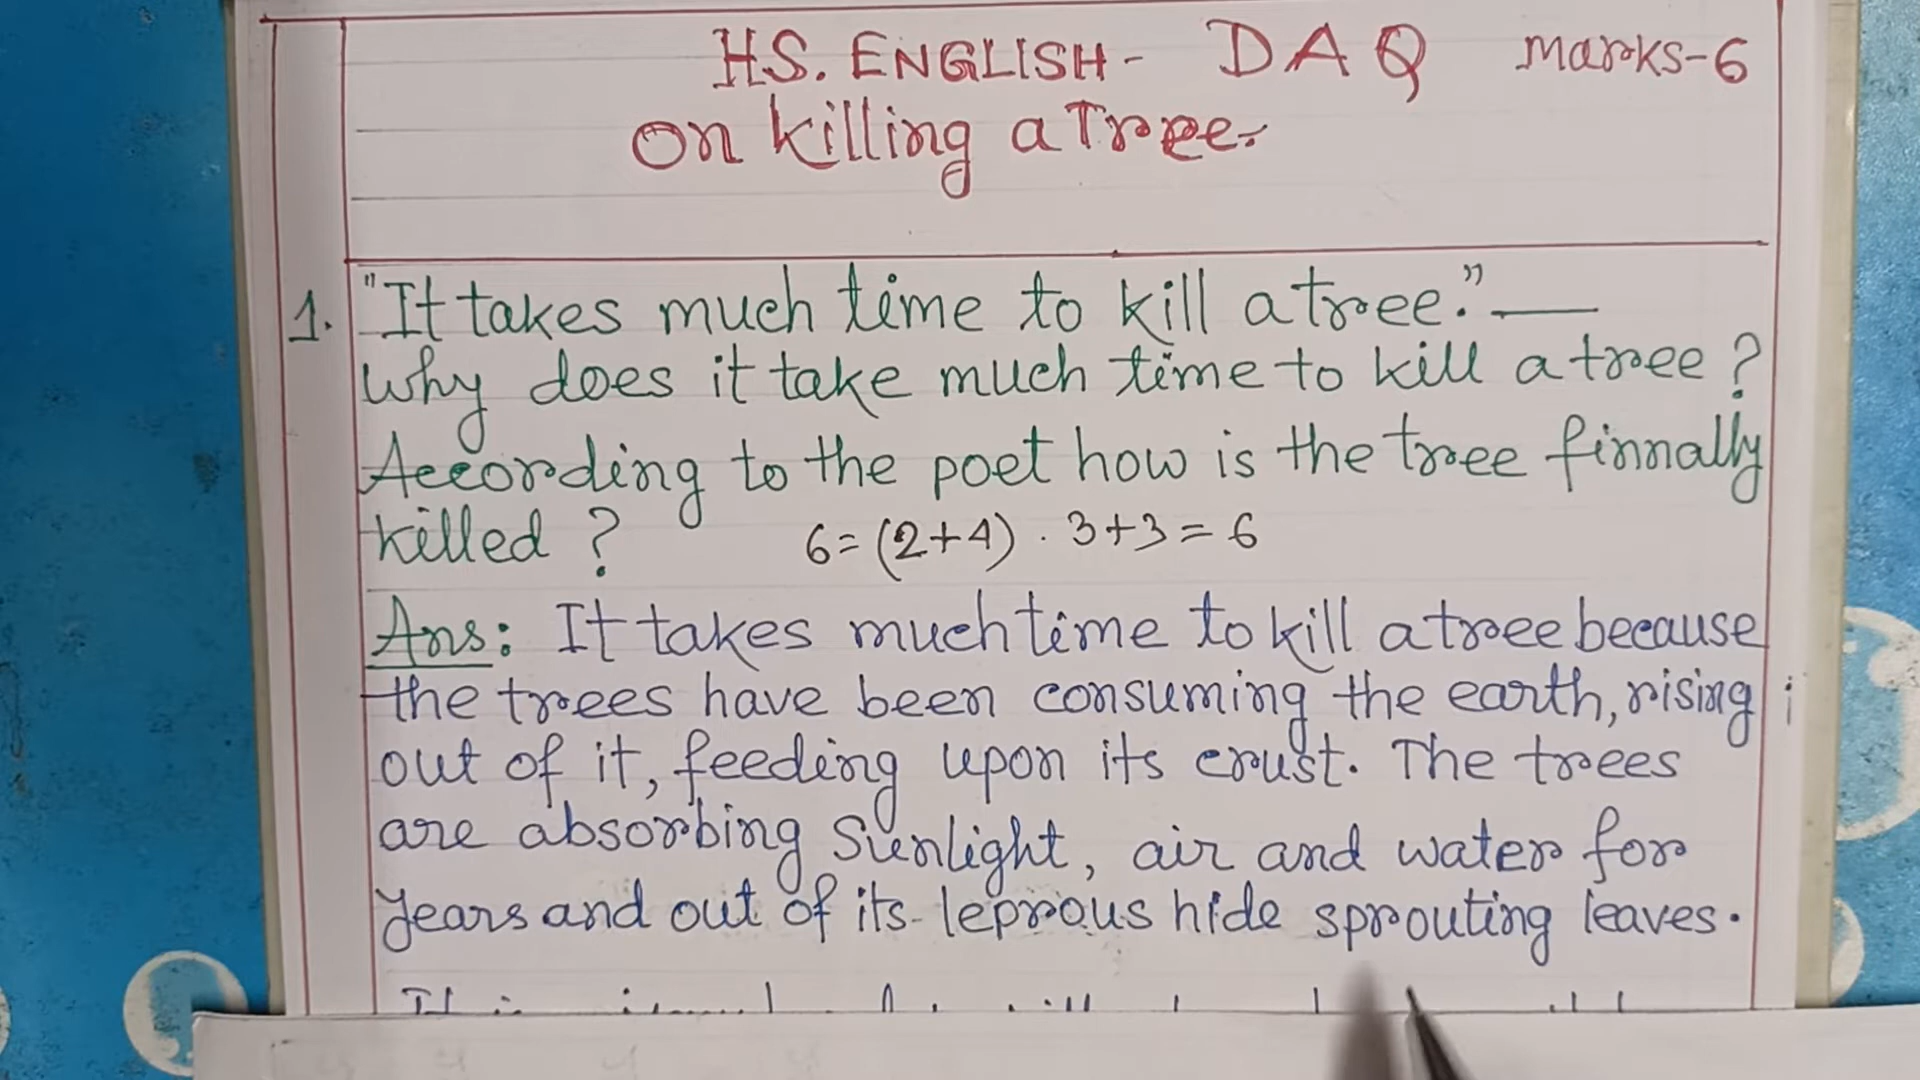 HS. ENGLISH- DAQ Marks-6
On Killing a Tree.
1. "It takes much time to kill a tree." —
Why does it take much time to kill a tree?
According to the poet how is the tree finnally
killed? 6=(2+4). 3+3=6
Ans: It takes much time to kill a tree because
the trees have been consuming the earth, rising
out of it, feeding upon its crust. The trees
are absorbing Sunlight, air and water for
years and out of its leprous hide sprouting leaves.